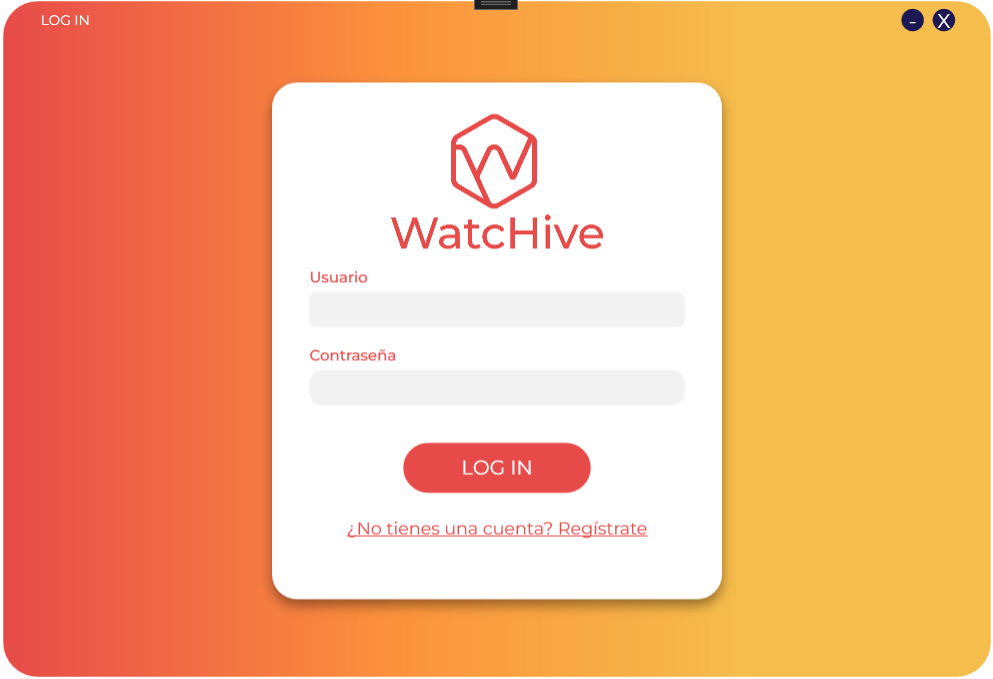 LOG IN
- X
WatcHive
Usuario
Contraseña
LOG IN
¿No tienes una cuenta? Regístrate